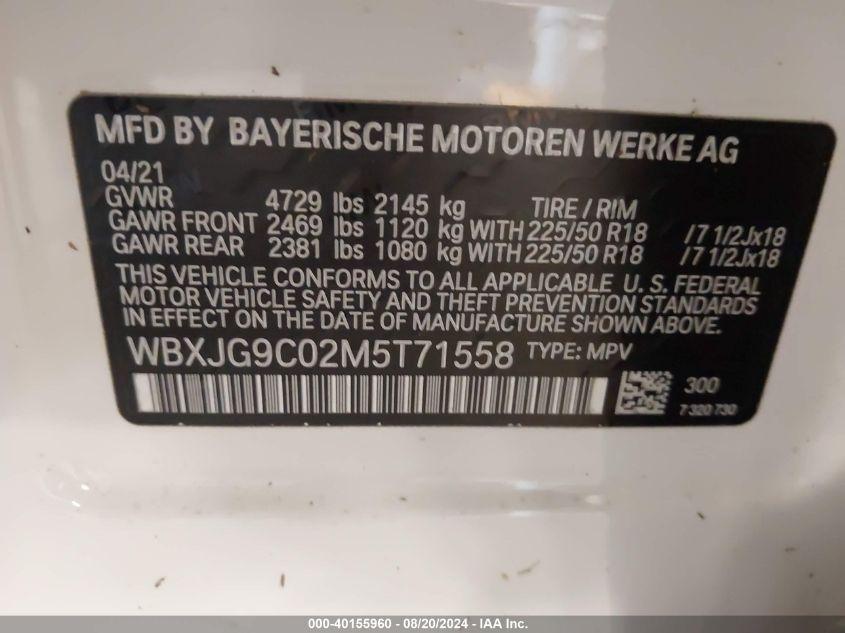 MFD BY BAYERISCHE MOTOREN WERKE AG
04/21
GVWR 4729 lbs 2145 kg TIRE / RIM
GAWR FRONT 2469 lbs 1120 kg WITH 225/50 R18 /7 1/2Jx18
GAWR REAR 2381 lbs 1080 kg WITH 225/50 R18 /7 1/2Jx18
THIS VEHICLE CONFORMS TO ALL APPLICABLE U. S. FEDERAL
MOTOR VEHICLE SAFETY AND THEFT PREVENTION STANDARDS
IN EFFECT ON THE DATE OF MANUFACTURE SHOWN ABOVE.
WBXJG9C02M5T71558 TYPE: MPV
300
7 320 730
000-40155960 - 08/20/2024 - IAA Inc.